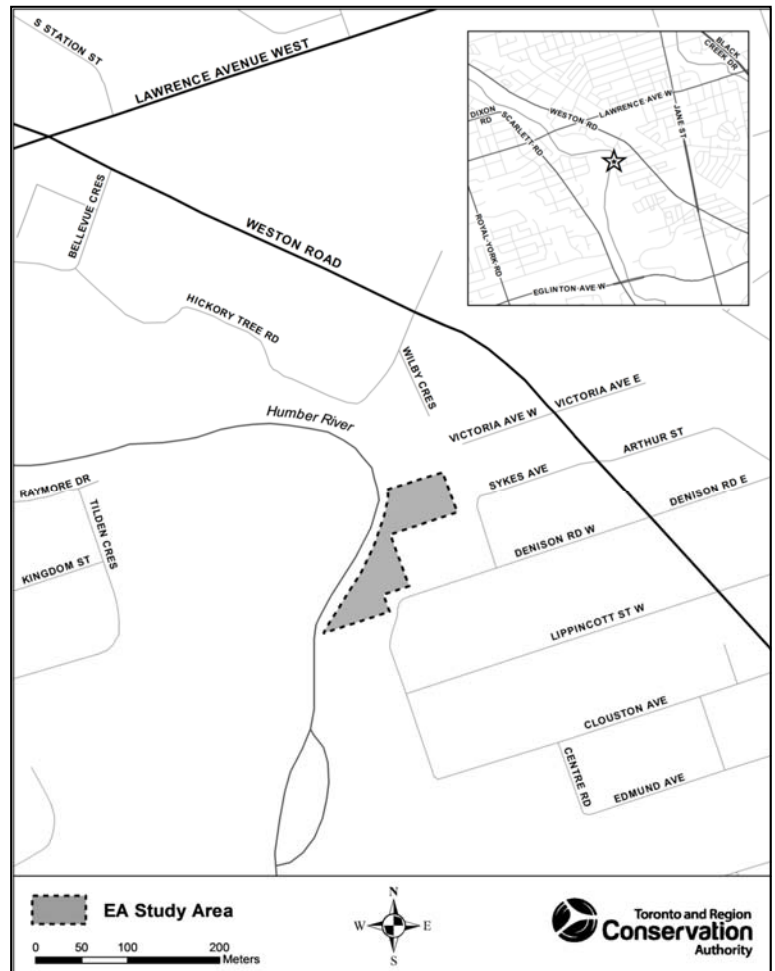 S STATION ST
LAWRENCE AVENUE WEST
BLACK
CREEK DR
LAWRENCE AVE W
WESTON RD
DIXON
RD
SCARLETT RD
JANE ST
ROYAL YORK RD
EGLINTON AVE W
BELLEVUE CRES
WESTON ROAD
HICKORY TREE RD
WILBY CRES
Humber River
VICTORIA AVE W
VICTORIA AVE E
ARTHUR ST
SYKES AVE
RAYMORE DR
TILDEN CRES
DENISON RD E
DENISON RD W
KINGDOM ST
LIPPINCOTT ST W
CLOUSTON AVE
CENTRE RD
EDMUND AVE
EA Study Area
0 50 100 200
Meters
N
W E
S
Toronto and Region
Conservation
Authority